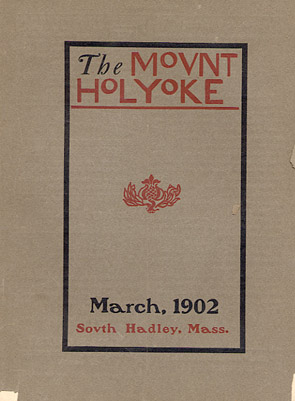 The MOVNT
HOLYOKE
March, 1902
Sovth Hadley, Mass.